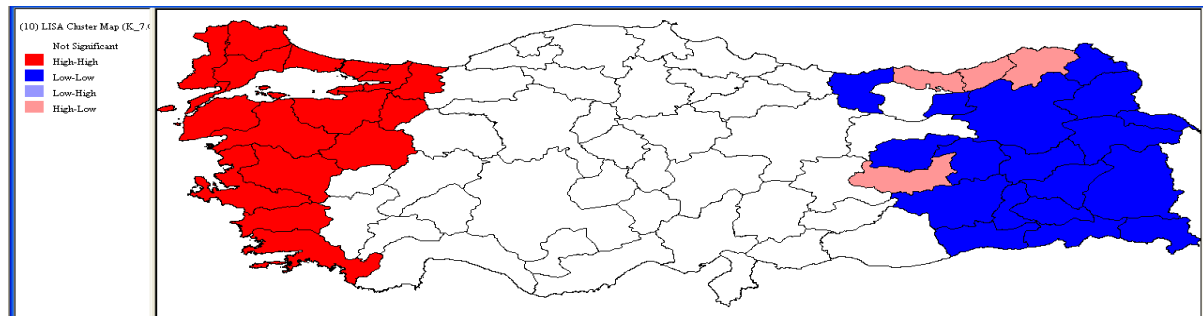 (10) LISA Cluster Map (K_7.
Not Significant
High-High
Low-Low
Low-High
High-Low